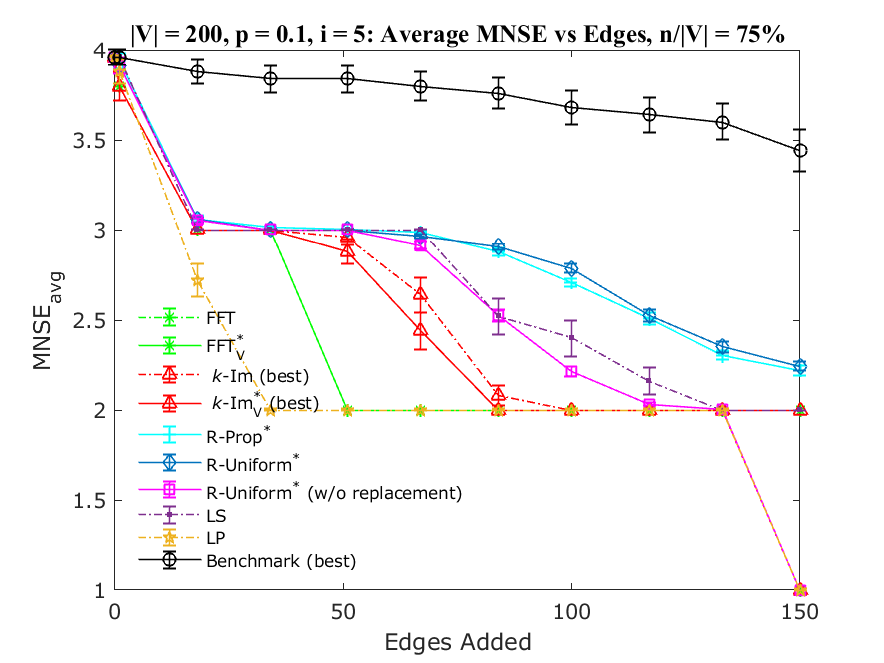 |V| = 200, p = 0.1, i = 5: Average MNSE vs Edges, n/|V| = 75%
4
3.5
3
2.5
2
1.5
1
MNSE_avg
FFT
FFT*_V
k-Im (best)
k-Im*_V (best)
R-Prop*
R-Uniform*
R-Uniform* (w/o replacement)
LS
LP
Benchmark (best)
0 50 100 150
Edges Added